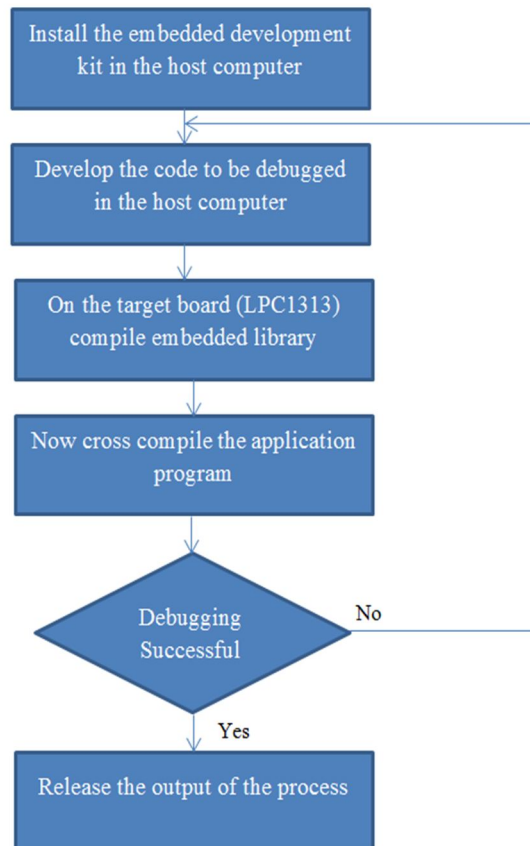 Install the embedded development
kit in the host computer
Develop the code to be debugged
in the host computer
On the target board (LPC1313)
compile embedded library
Now cross compile the application
program
Debugging
Successful
No
Yes
Release the output of the process